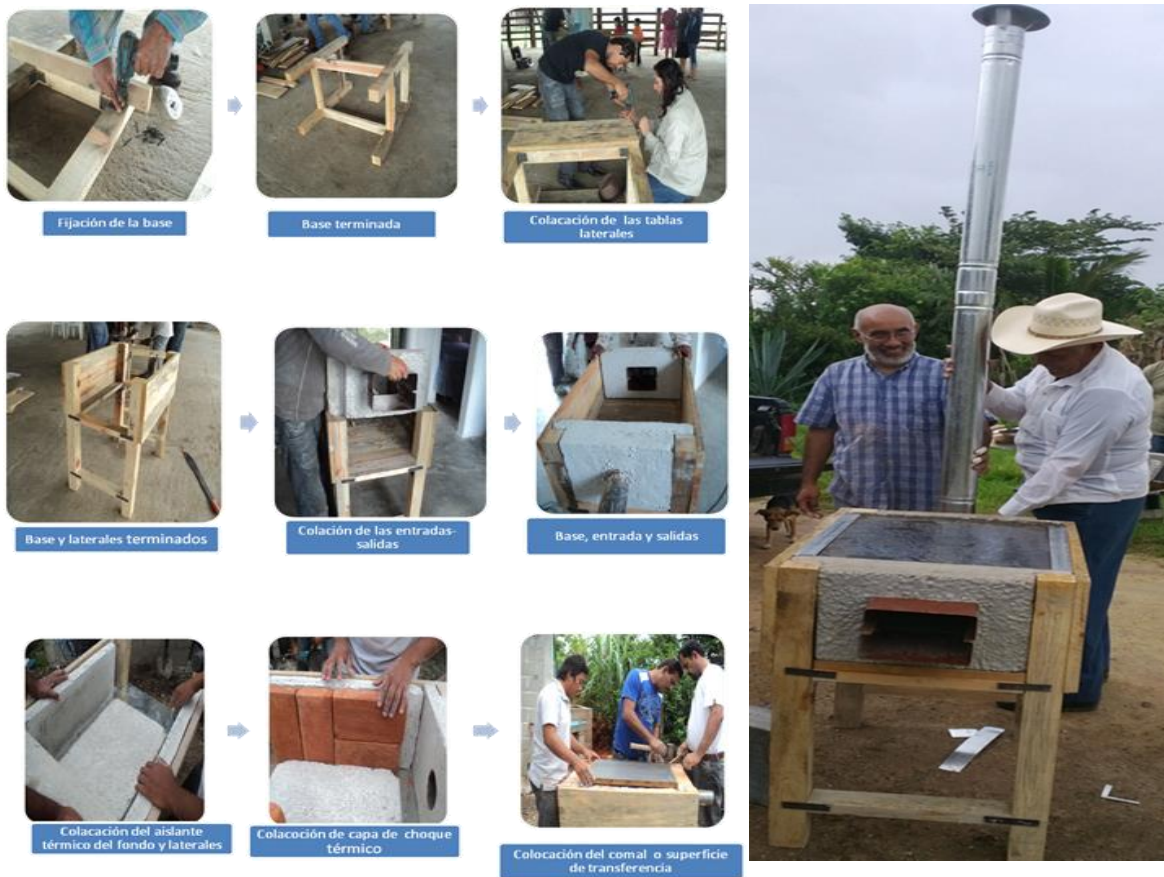 Fijación de la base
Base terminada
Colacación de las tablas
laterales
Base y laterales terminados
Colación de las entradas-
salidas
Base, entrada y salidas
Colacación del aislante
térmico del fondo y laterales
Colacoción de capa de choque
térmico
Colocación del comal o superficie
de transferencia